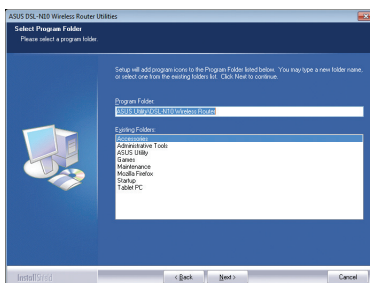 ASUS DSL-N10 Wireless Router Utilities
Select Program Folder
Please select a program folder.
Setup will add program icons to the Program Folder listed below. You may type a new folder name,
or select one from the existing folders list. Click Next to continue.
Program Folder:
ASUS Utility\DSL-N10 Wireless Router
Existing Folders:
Accessories
Administrative Tools
ASUS Utility
Games
Maintenance
Mozilla Firefox
Startup
Tablet PC
InstallShield
< Back
Next >
Cancel